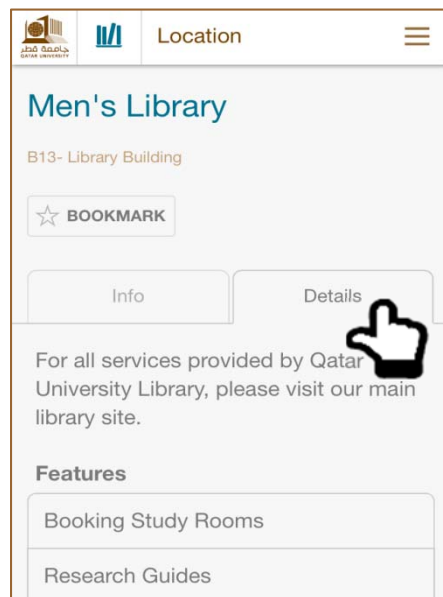 جامعة قطر
QATAR UNIVERSITY
Location
Men's Library
B13- Library Building
BOOKMARK
Info
Details
For all services provided by Qatar
University Library, please visit our main
library site.
Features
Booking Study Rooms
Research Guides